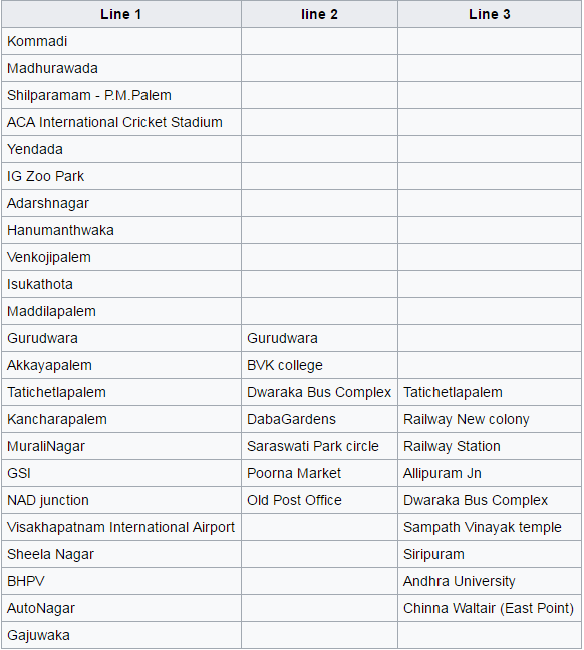 Line 1 line 2 Line 3
Kommadi
Madhurawada
Shilparamam - P.M.Palem
ACA International Cricket Stadium
Yendada
IG Zoo Park
Adarshnagar
Hanumanthwaka
Venkojipalem
Isukathota
Maddilapalem
Gurudwara Gurudwara
Akkayapalem BVK college
Tatichetlapalem Dwaraka Bus Complex Tatichetlapalem
Kancharapalem DabaGardens Railway New colony
MuraliNagar Saraswati Park circle Railway Station
GSI Poorna Market Allipuram Jn
NAD junction Old Post Office Dwaraka Bus Complex
Visakhapatnam International Airport Sampath Vinayak temple
Sheela Nagar Siripuram
BHPV Andhra University
AutoNagar Chinna Waltair (East Point)
Gajuwaka